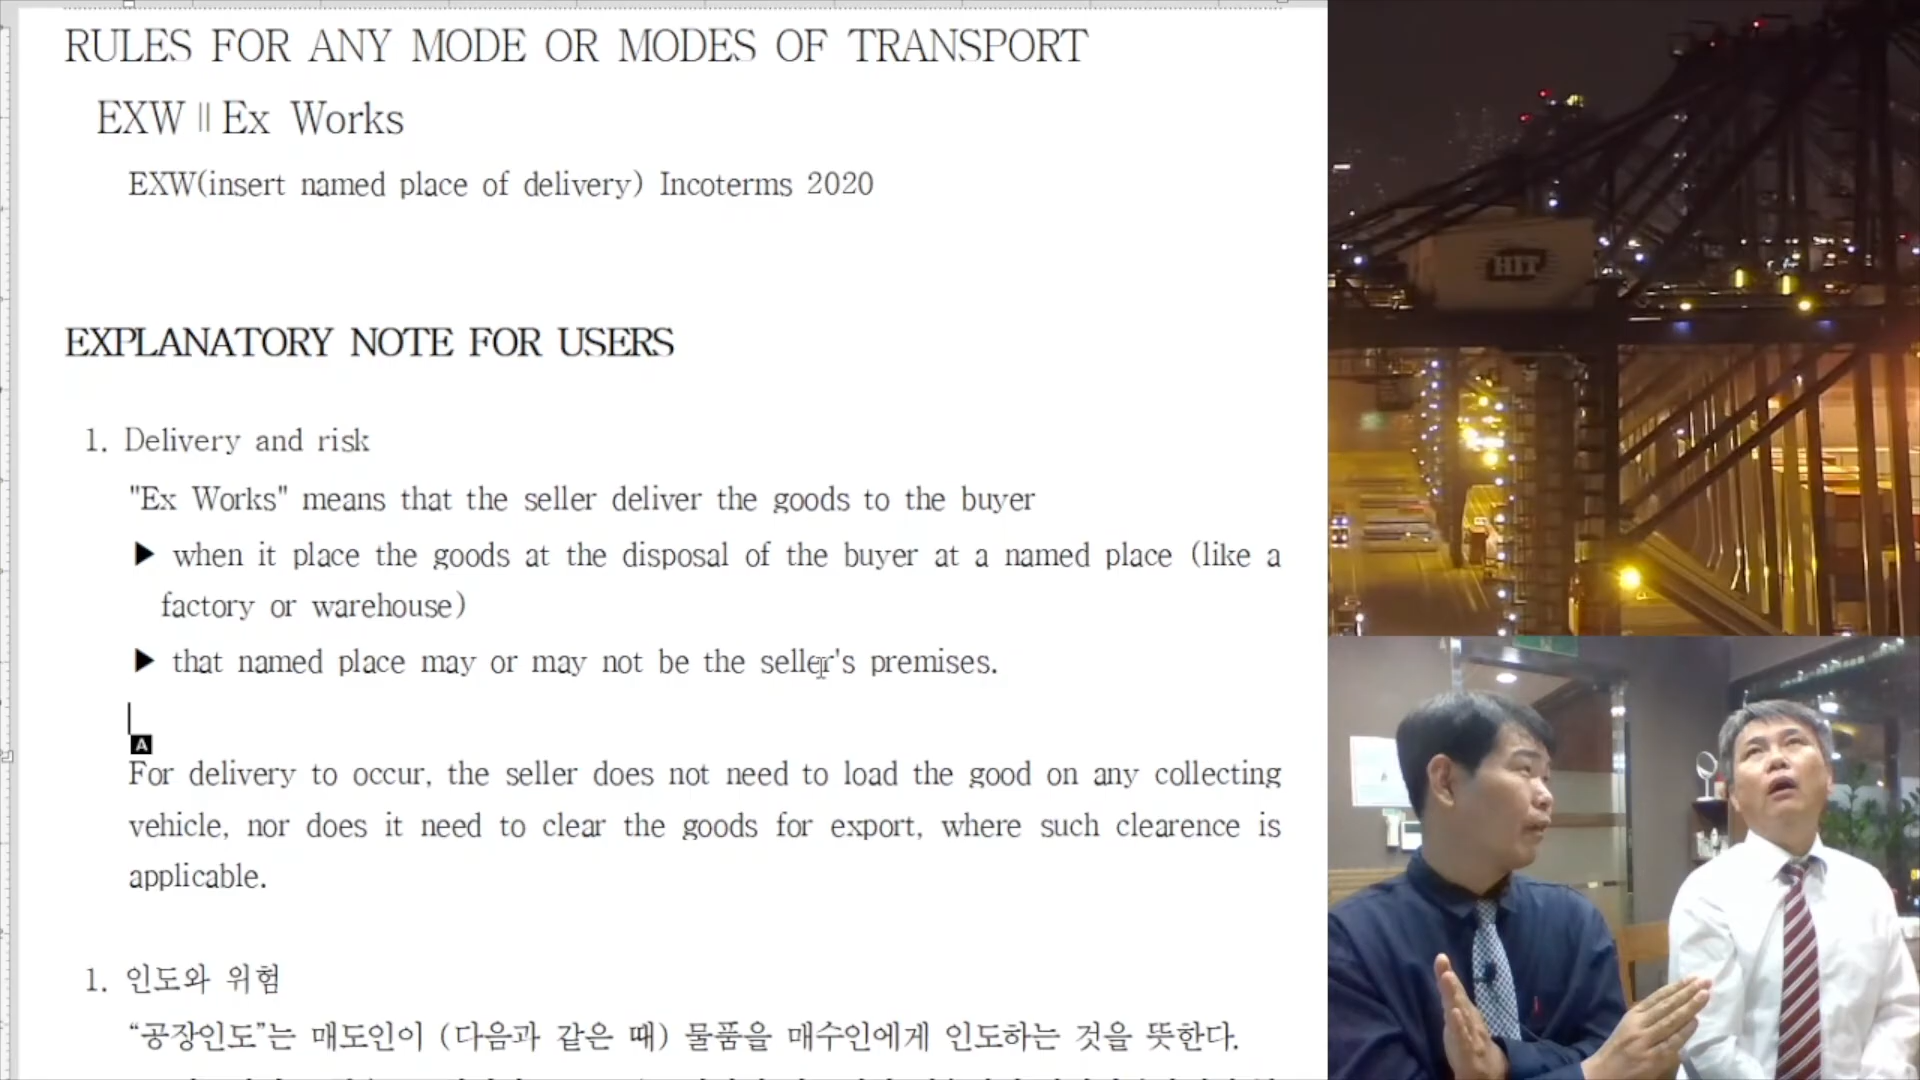 RULES FOR ANY MODE OR MODES OF TRANSPORT
EXW || Ex Works
EXW(insert named place of delivery) Incoterms 2020
EXPLANATORY NOTE FOR USERS
1. Delivery and risk
"Ex Works" means that the seller deliver the goods to the buyer
▶ when it place the goods at the disposal of the buyer at a named place (like a
factory or warehouse)
▶ that named place may or may not be the seller's premises.
A
For delivery to occur, the seller does not need to load the good on any collecting
vehicle, nor does it need to clear the goods for export, where such clearence is
applicable.
1. 인도와 위험
“공장인도”는 매도인이 (다음과 같은 때) 물품을 매수인에게 인도하는 것을 뜻한다.
HIT